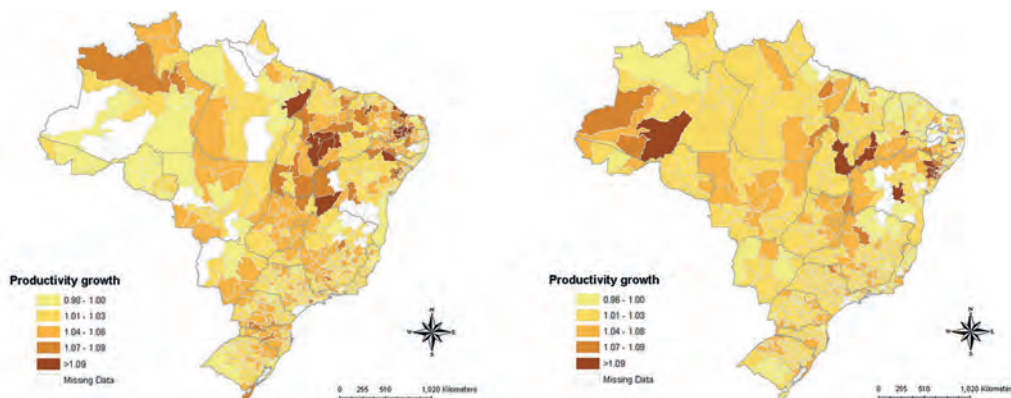 Productivity growth
0.98 - 1.00
1.01 - 1.03
1.04 - 1.06
1.07 - 1.09
>1.09
Missing Data
N
W
E
S
0 255 510 1,020 Kilometers
Productivity growth
0.96 - 1.00
1.01 - 1.03
1.04 - 1.06
1.07 - 1.09
>1.09
Missing Data
N
W
E
S
0 255 510 1,020 Kilometers